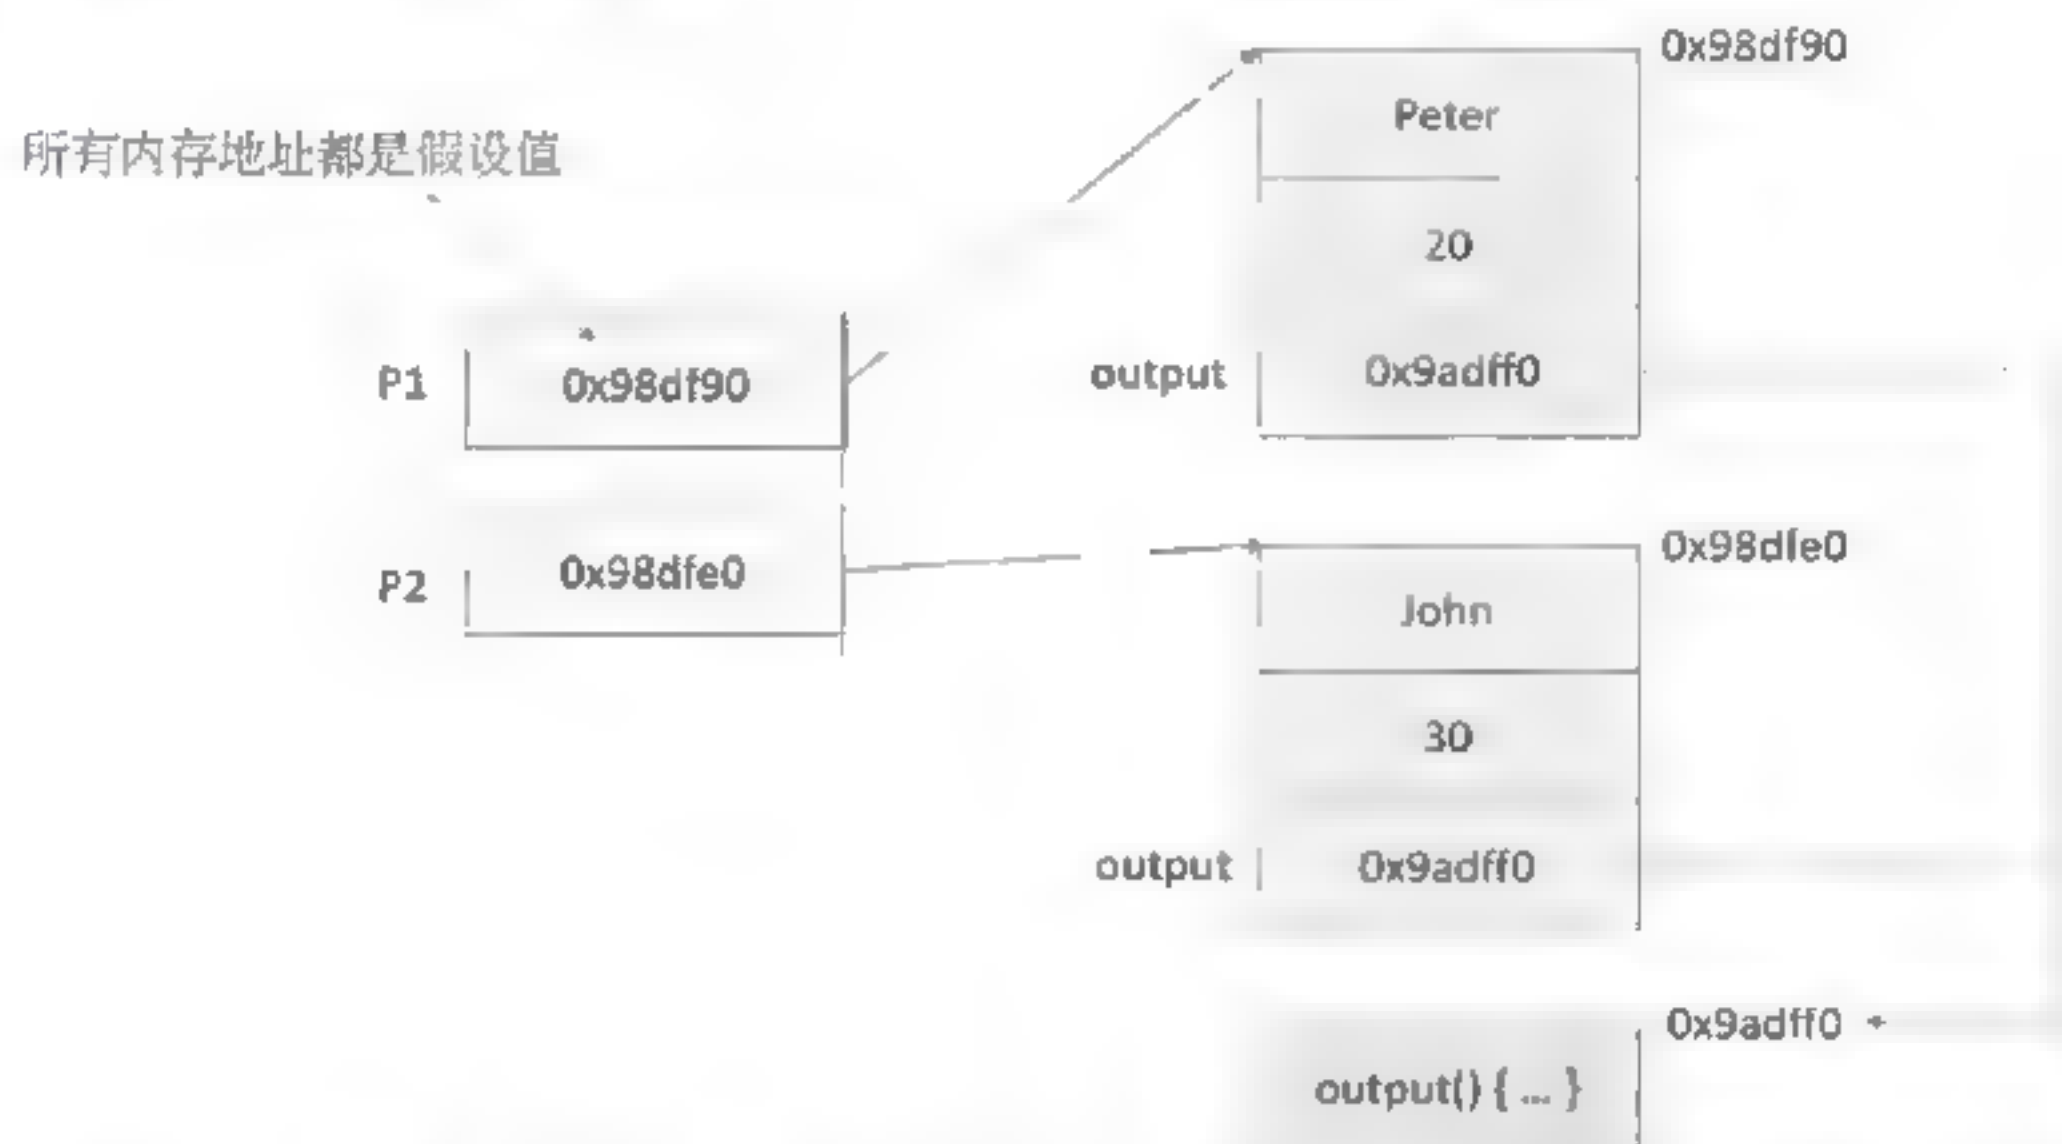 0x98df90
Peter
所有内存地址都是假设值
20
P1
0x98df90
output
0x9adff0
0x98dfe0
P2
0x98dfe0
John
30
output
0x9adff0
0x9adff0
output() { ... }